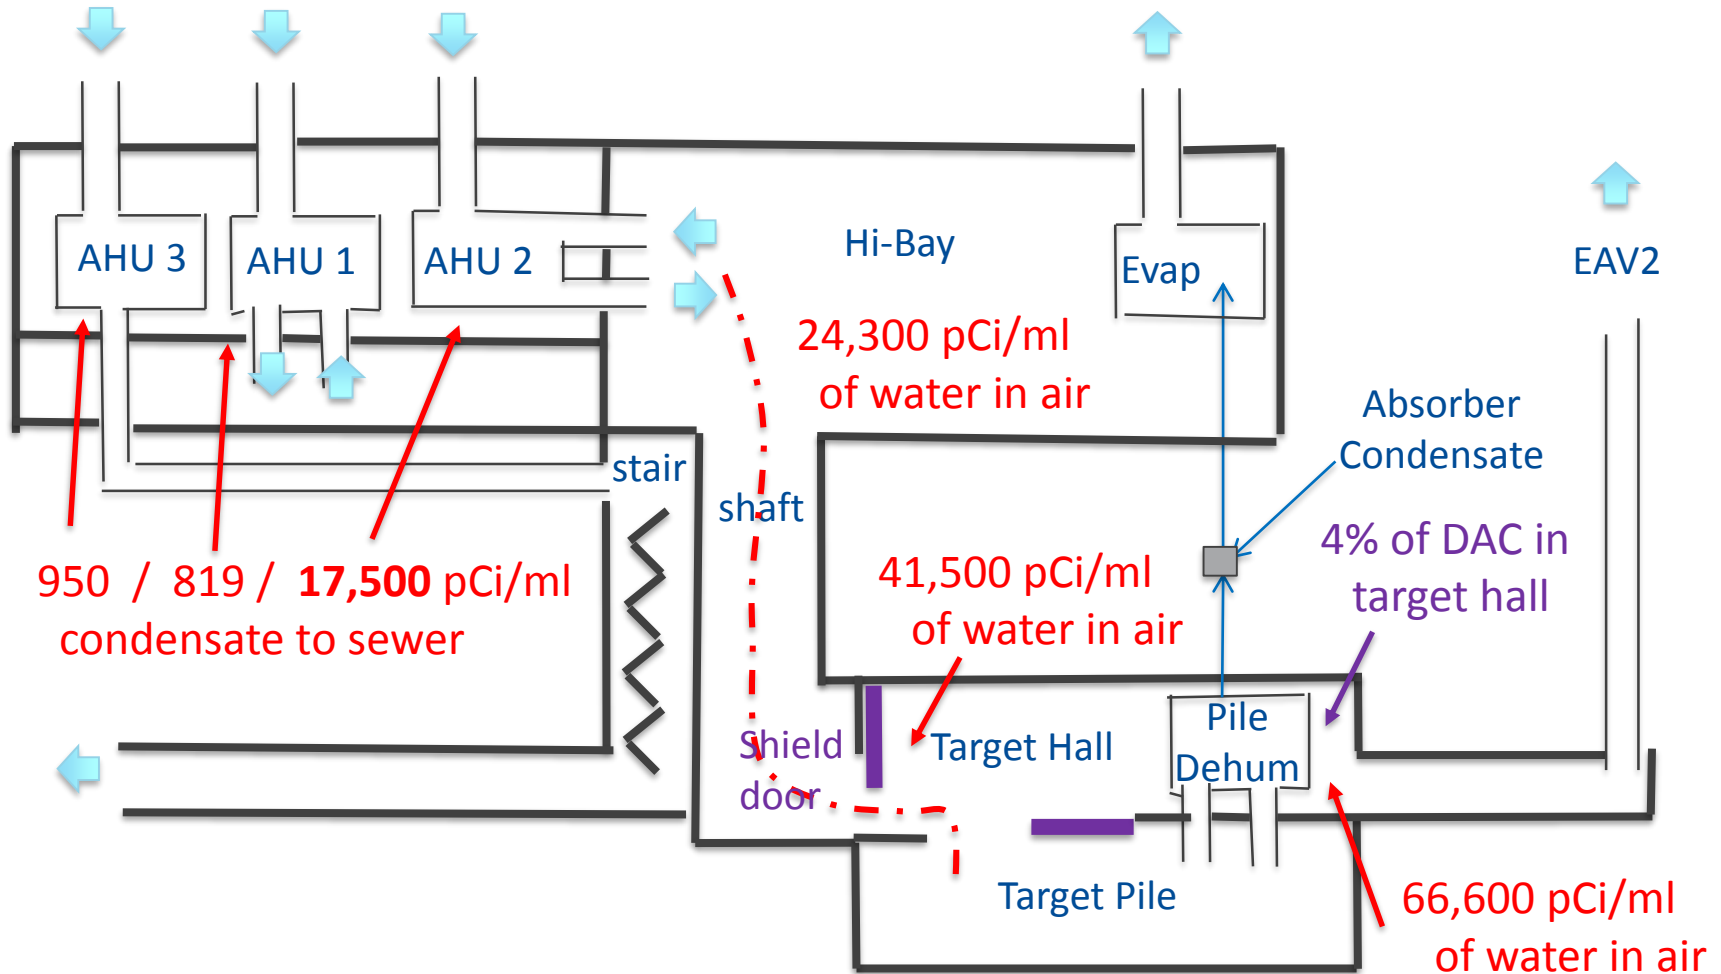 AHU 3
AHU 1
AHU 2
Hi-Bay
Evap
EAV2
24,300 pCi/ml
of water in air
Absorber
Condensate
stair
shaft
950 / 819 / 17,500 pCi/ml
condensate to sewer
41,500 pCi/ml
of water in air
4% of DAC in
target hall
Shield
door
Target Hall
Pile
Dehum
Target Pile
66,600 pCi/ml
of water in air